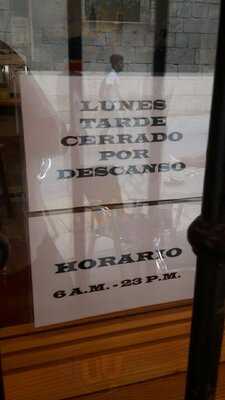 LUNES
TARDE
CERRADO
POR
DESCANSO
HORARIO
6 A.M. - 23 P.M.